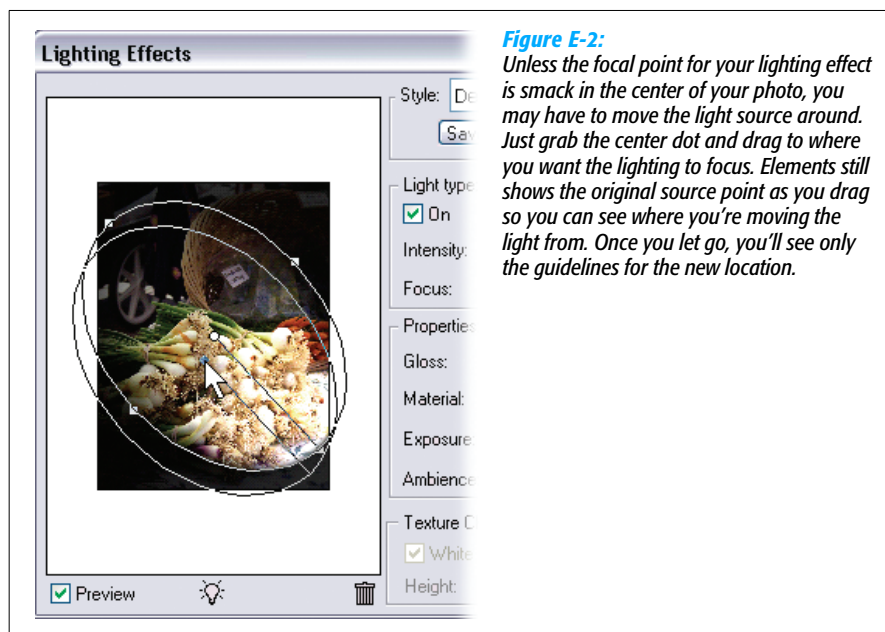 Lighting Effects
Style: De
Sav
Light type
On
Intensity:
Focus:
Properties
Gloss:
Material:
Exposure:
Ambience
Texture C
White
Height:
Preview
Figure E-2:
Unless the focal point for your lighting effect
is smack in the center of your photo, you
may have to move the light source around.
Just grab the center dot and drag to where
you want the lighting to focus. Elements still
shows the original source point as you drag
so you can see where you’re moving the
light from. Once you let go, you’ll see only
the guidelines for the new location.